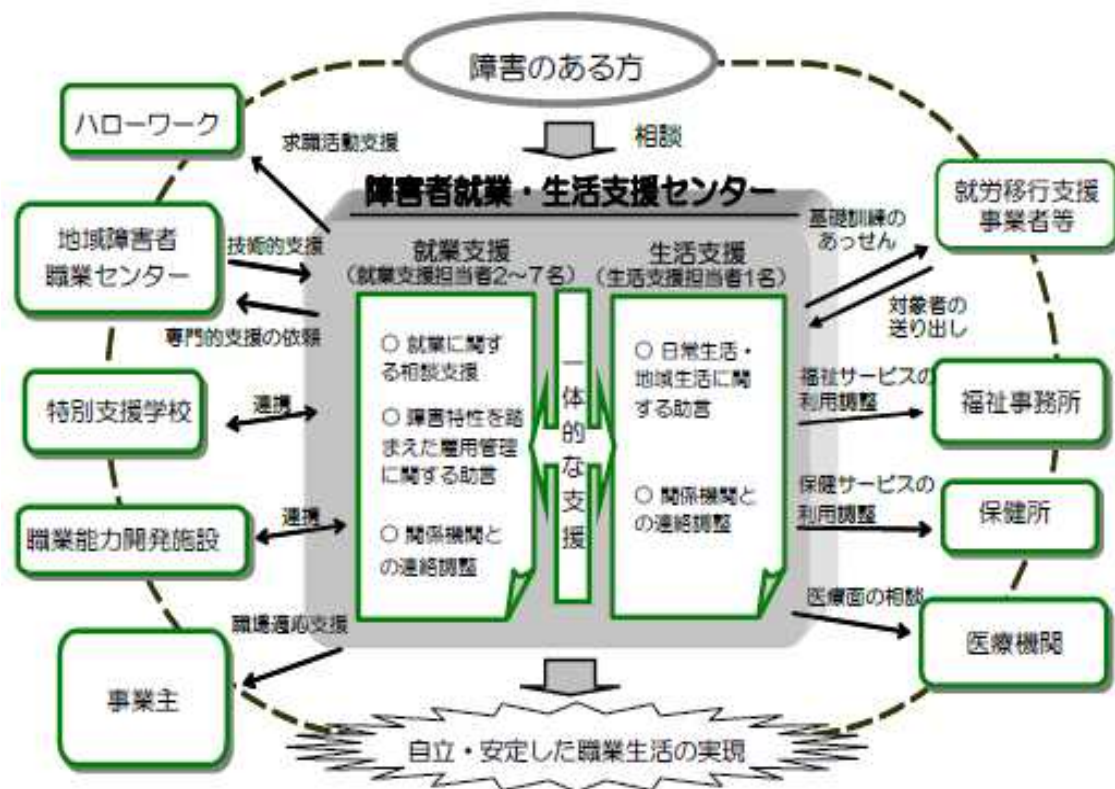 障害のある方
相談
ハローワーク
求職活動支援
障害者就業・生活支援センター
地域障害者
職業センター
技術的支援
専門的支援の依頼
特別支援学校
連携
職業能力開発施設
連携
職場適応支援
事業主
就業支援
(就業支援担当者2～7名)
○ 就業に関す
る相談支援
○ 障害特性を踏
まえた雇用管理
に関する助言
○ 関係機関と
の連絡調整
一体的な支援
生活支援
(生活支援担当者1名)
○ 日常生活・
地域生活に関
する助言
○ 関係機関と
の連絡調整
基礎訓練の
あっせん
就労移行支援
事業者等
対象者の
送り出し
福祉サービスの
利用調整
福祉事務所
保健サービスの
利用調整
保健所
医療面の相談
医療機関
自立・安定した職業生活の実現